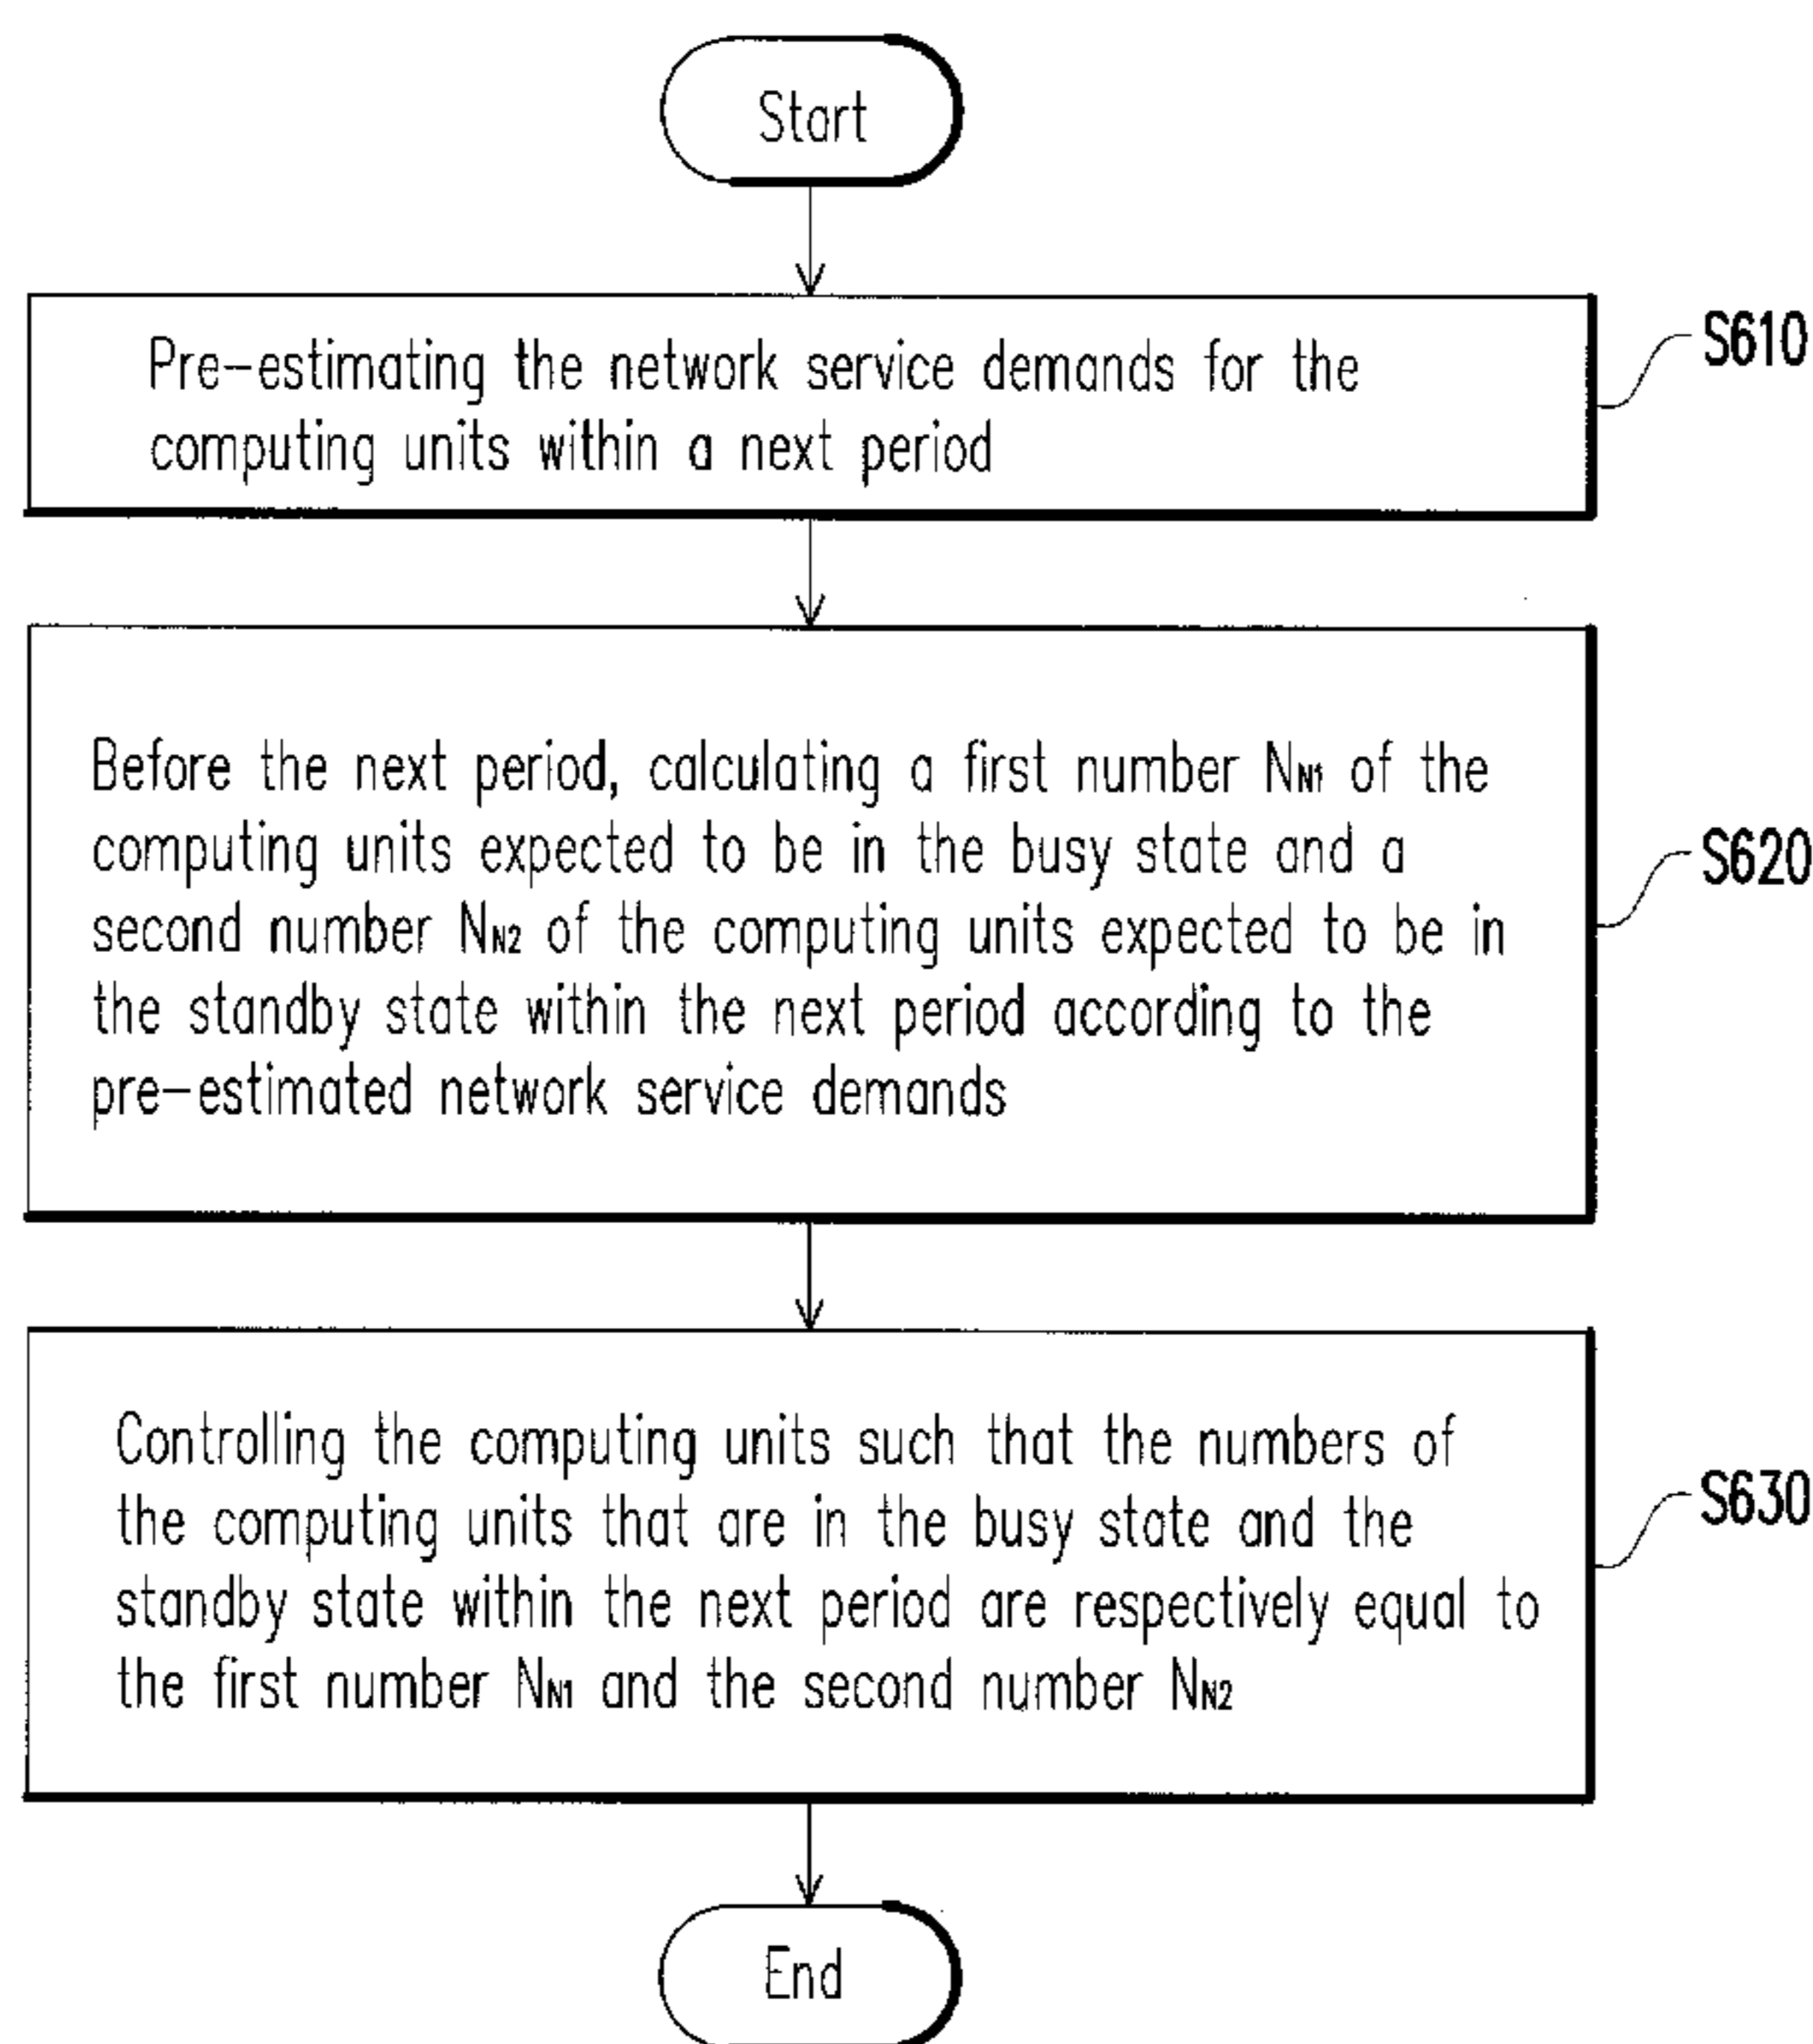 Start
Pre-estimating the network service demands for the
computing units within a next period
S610
Before the next period, calculating a first number NN1 of the
computing units expected to be in the busy state and a
second number NN2 of the computing units expected to be in
the standby state within the next period according to the
pre-estimated network service demands
S620
Controlling the computing units such that the numbers of
the computing units that are in the busy state and the
standby state within the next period are respectively equal to
the first number NN1 and the second number NN2
S630
End